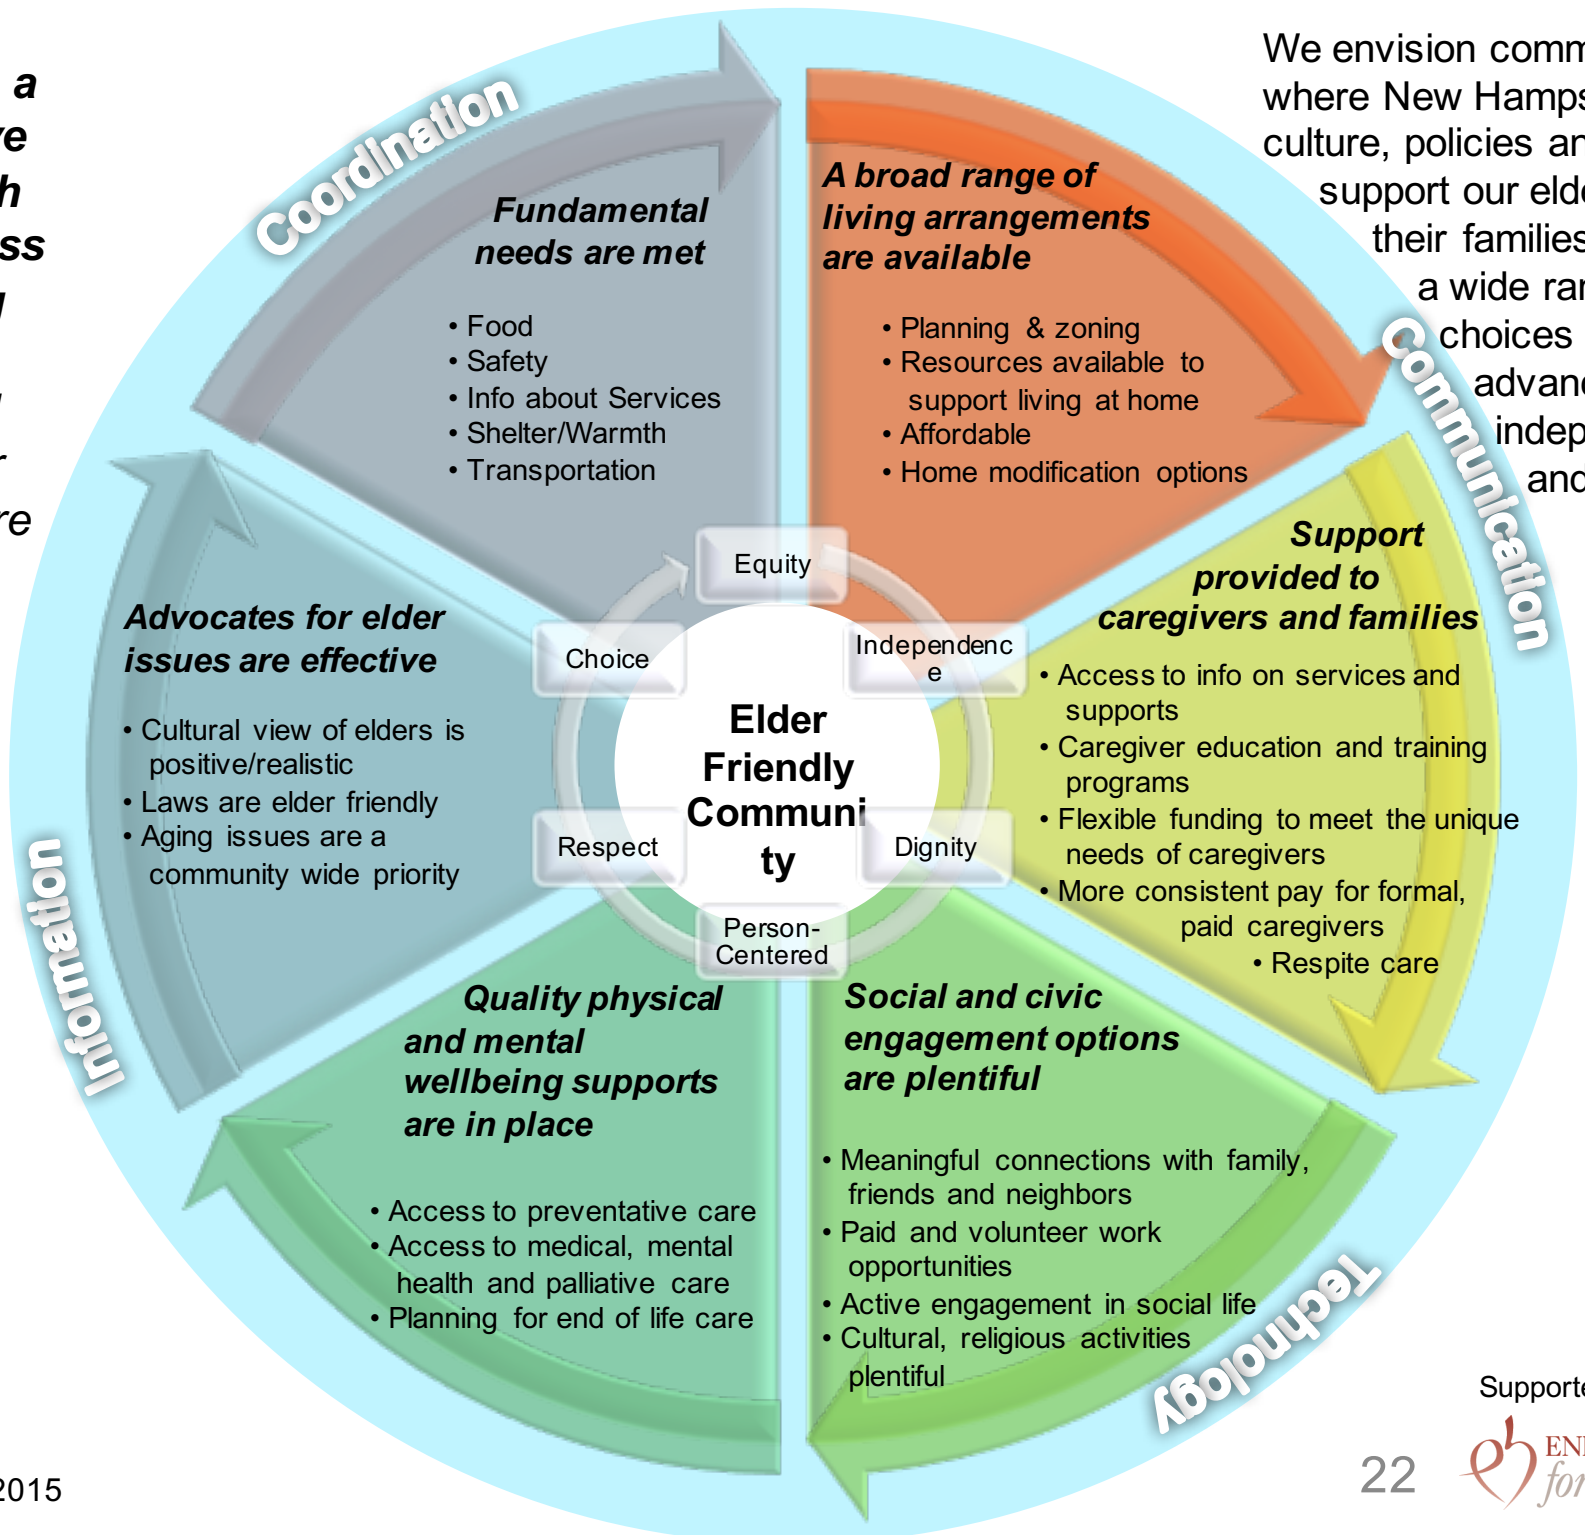 a
ve
h
ss
g
r
re
We envision comm
where New Hamps
culture, policies an
support our elde
their families
a wide ran
choices
advanc
indep
and
Coordination
Communication
Technology
Information
Fundamental
needs are met
• Food
• Safety
• Info about Services
• Shelter/Warmth
• Transportation
A broad range of
living arrangements
are available
• Planning & zoning
• Resources available to
support living at home
• Affordable
• Home modification options
Support
provided to
caregivers and families
• Access to info on services and
supports
• Caregiver education and training
programs
• Flexible funding to meet the unique
needs of caregivers
• More consistent pay for formal,
paid caregivers
• Respite care
Social and civic
engagement options
are plentiful
• Meaningful connections with family,
friends and neighbors
• Paid and volunteer work
opportunities
• Active engagement in social life
• Cultural, religious activities
plentiful
Quality physical
and mental
wellbeing supports
are in place
• Access to preventative care
• Access to medical, mental
health and palliative care
• Planning for end of life care
Advocates for elder
issues are effective
• Cultural view of elders is
positive/realistic
• Laws are elder friendly
• Aging issues are a
community wide priority
Equity
Independenc
e
Dignity
Person-
Centered
Respect
Choice
Elder
Friendly
Communi
ty
2015
22
Supporte
EN
for